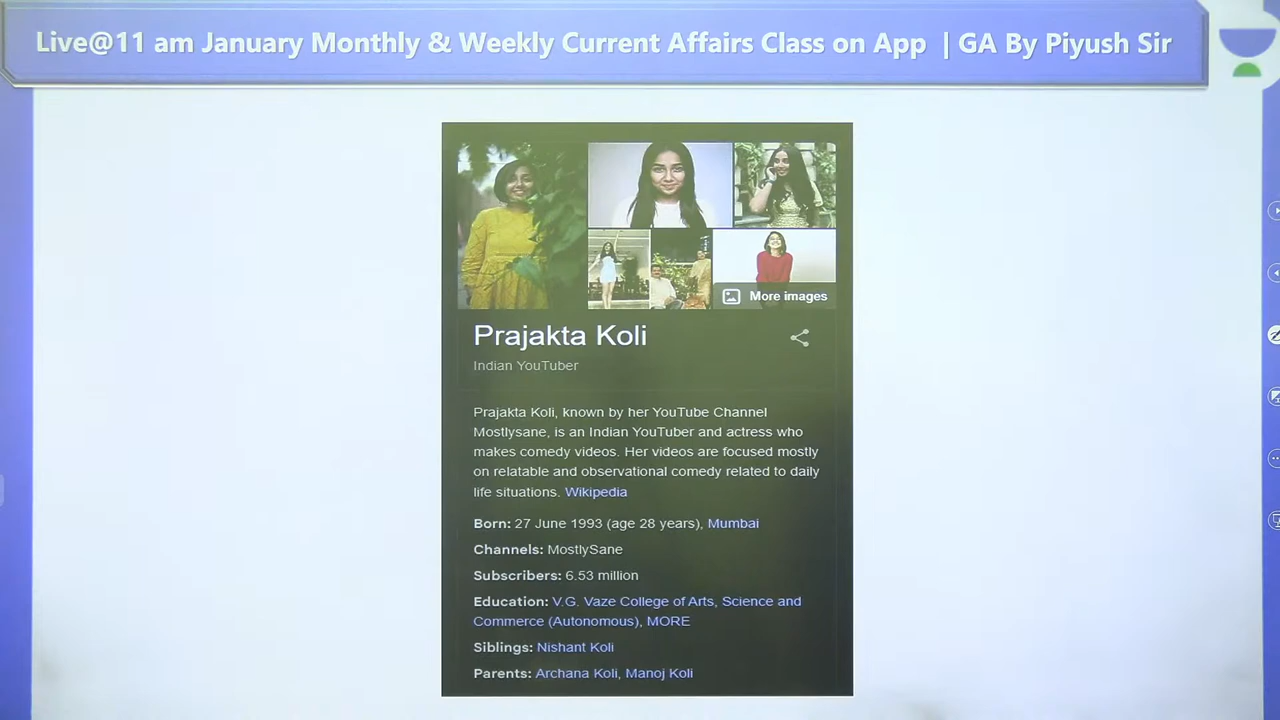 Live@11 am January Monthly & Weekly Current Affairs Class on App | GA By Piyush Sir
More images
Prajakta Koli
Indian YouTuber
Prajakta Koli, known by her YouTube Channel
Mostlysane, is an Indian YouTuber and actress who
makes comedy videos. Her videos are focused mostly
on relatable and observational comedy related to daily
life situations. Wikipedia
Born: 27 June 1993 (age 28 years), Mumbai
Channels: MostlySane
Subscribers: 6.53 million
Education: V.G. Vaze College of Arts, Science and
Commerce (Autonomous), MORE
Siblings: Nishant Koli
Parents: Archana Koli, Manoj Koli